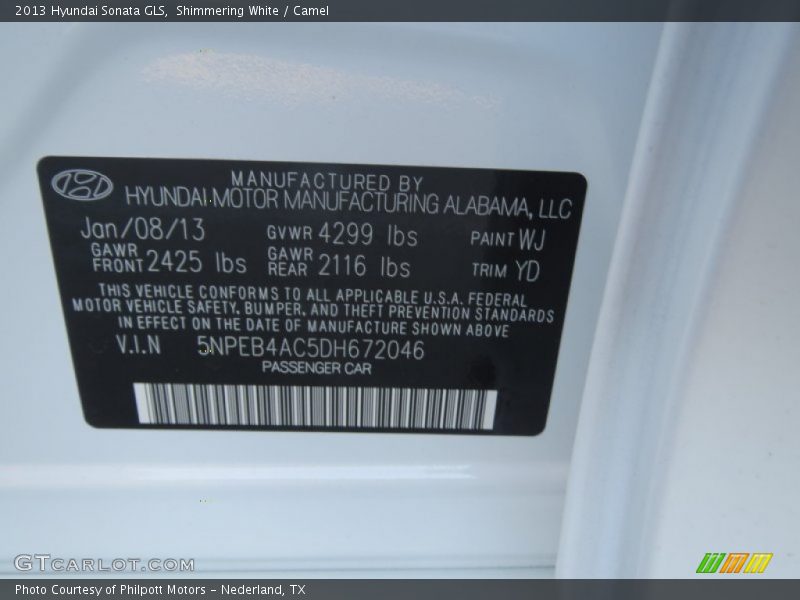 2013 Hyundai Sonata GLS, Shimmering White / Camel
MANUFACTURED BY
HYUNDAI MOTOR MANUFACTURING ALABAMA, LLC
Jan/08/13 GVWR 4299 lbs PAINT WJ
GAWR FRONT 2425 lbs GAWR REAR 2116 lbs TRIM YD
THIS VEHICLE CONFORMS TO ALL APPLICABLE U.S.A. FEDERAL
MOTOR VEHICLE SAFETY, BUMPER, AND THEFT PREVENTION STANDARDS
IN EFFECT ON THE DATE OF MANUFACTURE SHOWN ABOVE
V.I.N 5NPEB4AC5DH672046
PASSENGER CAR
GTCARLOT.COM
Photo Courtesy of Philpott Motors - Nederland, TX